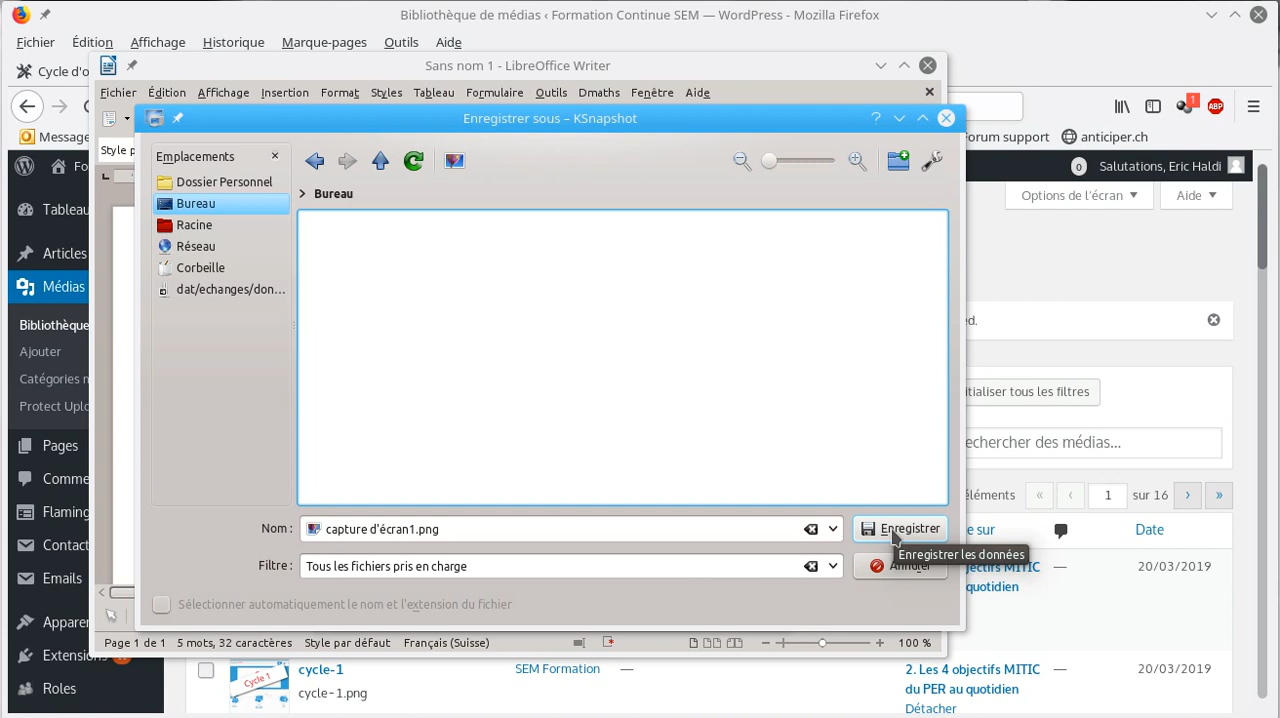 Bibliothèque de médias ‹ Formation Continue SEM — WordPress - Mozilla Firefox
Fichier Édition Affichage Historique Marque-pages Outils Aide
Cycle d'o
Sans nom 1 - LibreOffice Writer
Fichier Édition Affichage Insertion Format Styles Tableau Formulaire Outils Dmaths Fenêtre Aide
Enregistrer sous – KSnapshot
1
ABP
Message
Forum support
anticiper.ch
Style p
Emplacements
Fo
0
Salutations, Eric Haldi
Dossier Personnel
Bureau
Racine
Réseau
Corbeille
dat/echanges/don...
Bureau
Options de l'écran
Aide
Tableau
Articles
Médias
Bibliothèque
Ajouter
Catégories
Protect Uplo
Pages
Comme
Flaming
Contact
Emails
Apparen
Extensions
Roles
ed.
itialiser tous les filtres
echercher des médias...
éléments « ‹ 1 sur 16 › »
Nom : capture d'écran1.png
Enregistrer
Enregistrer les données
Filtre : Tous les fichiers pris en charge
Annuler
Sélectionner automatiquement le nom et l'extension du fichier
e sur
Date
objectifs MITIC
quotidien
—
20/03/2019
Page 1 de 1 5 mots, 32 caractères Style par défaut Français (Suisse) 100 %
Cycle 1
cycle-1
cycle-1.png
SEM Formation
—
2. Les 4 objectifs MITIC
du PER au quotidien
Détacher
—
20/03/2019